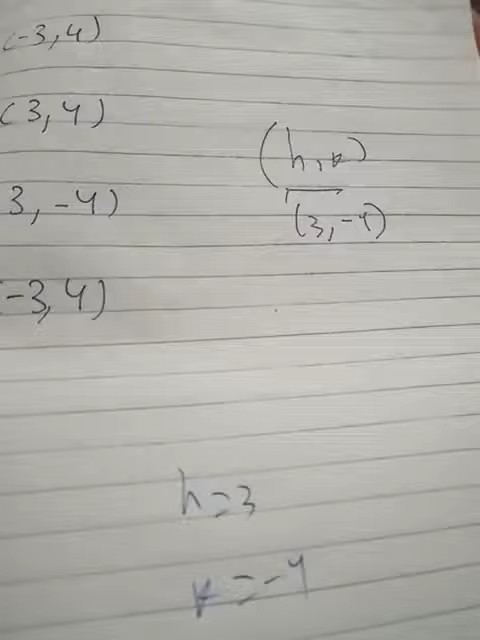 (-3,4)
(3,4)
(h,k)
3,-4)
(3,-4)
-3,4)
h=3
k=-4